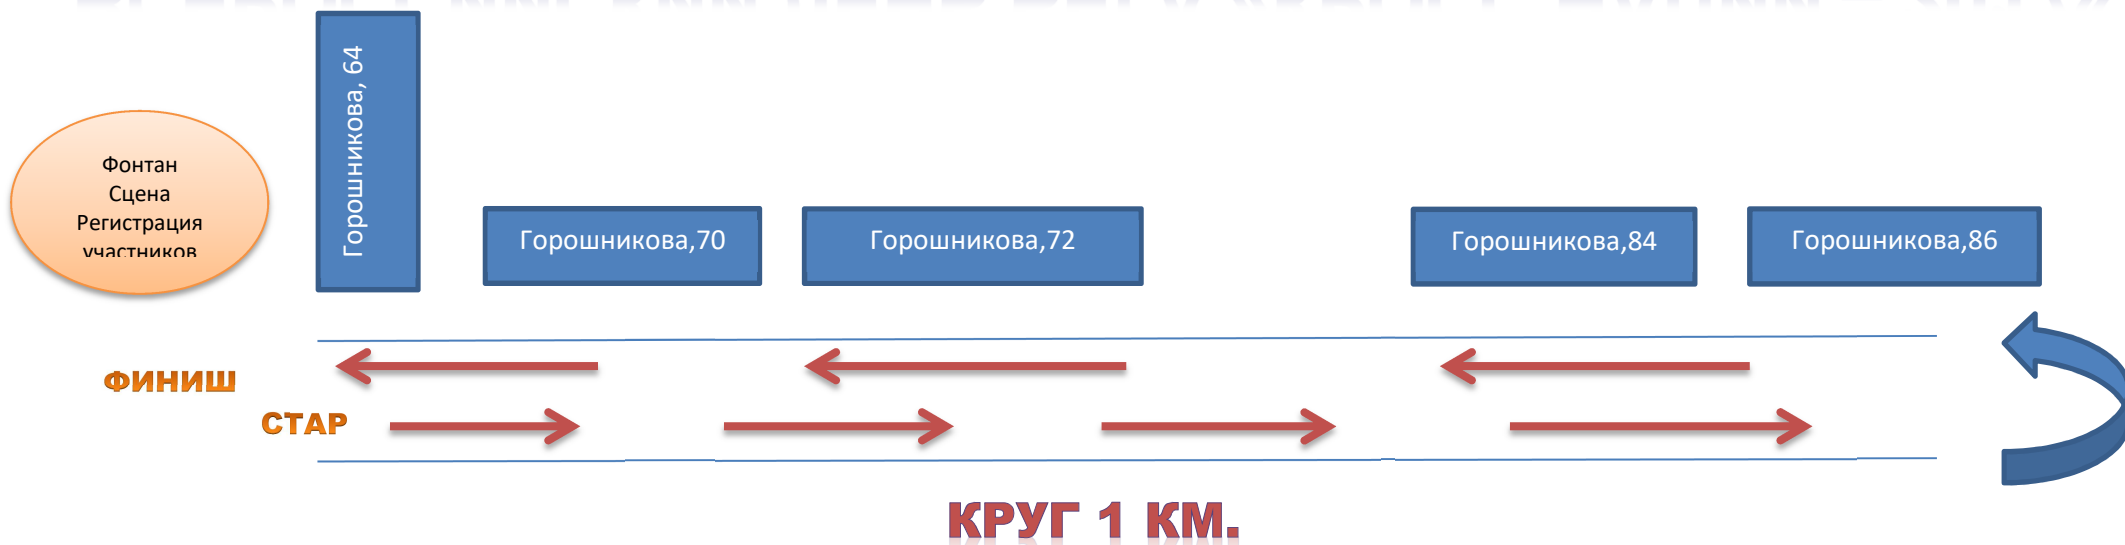 Горошникова, 64
Фонтан
Сцена
Регистрация
участников
Горошникова,70
Горошникова,72
Горошникова,84
Горошникова,86
ФИНИШ
СТАР
КРУГ 1 КМ.